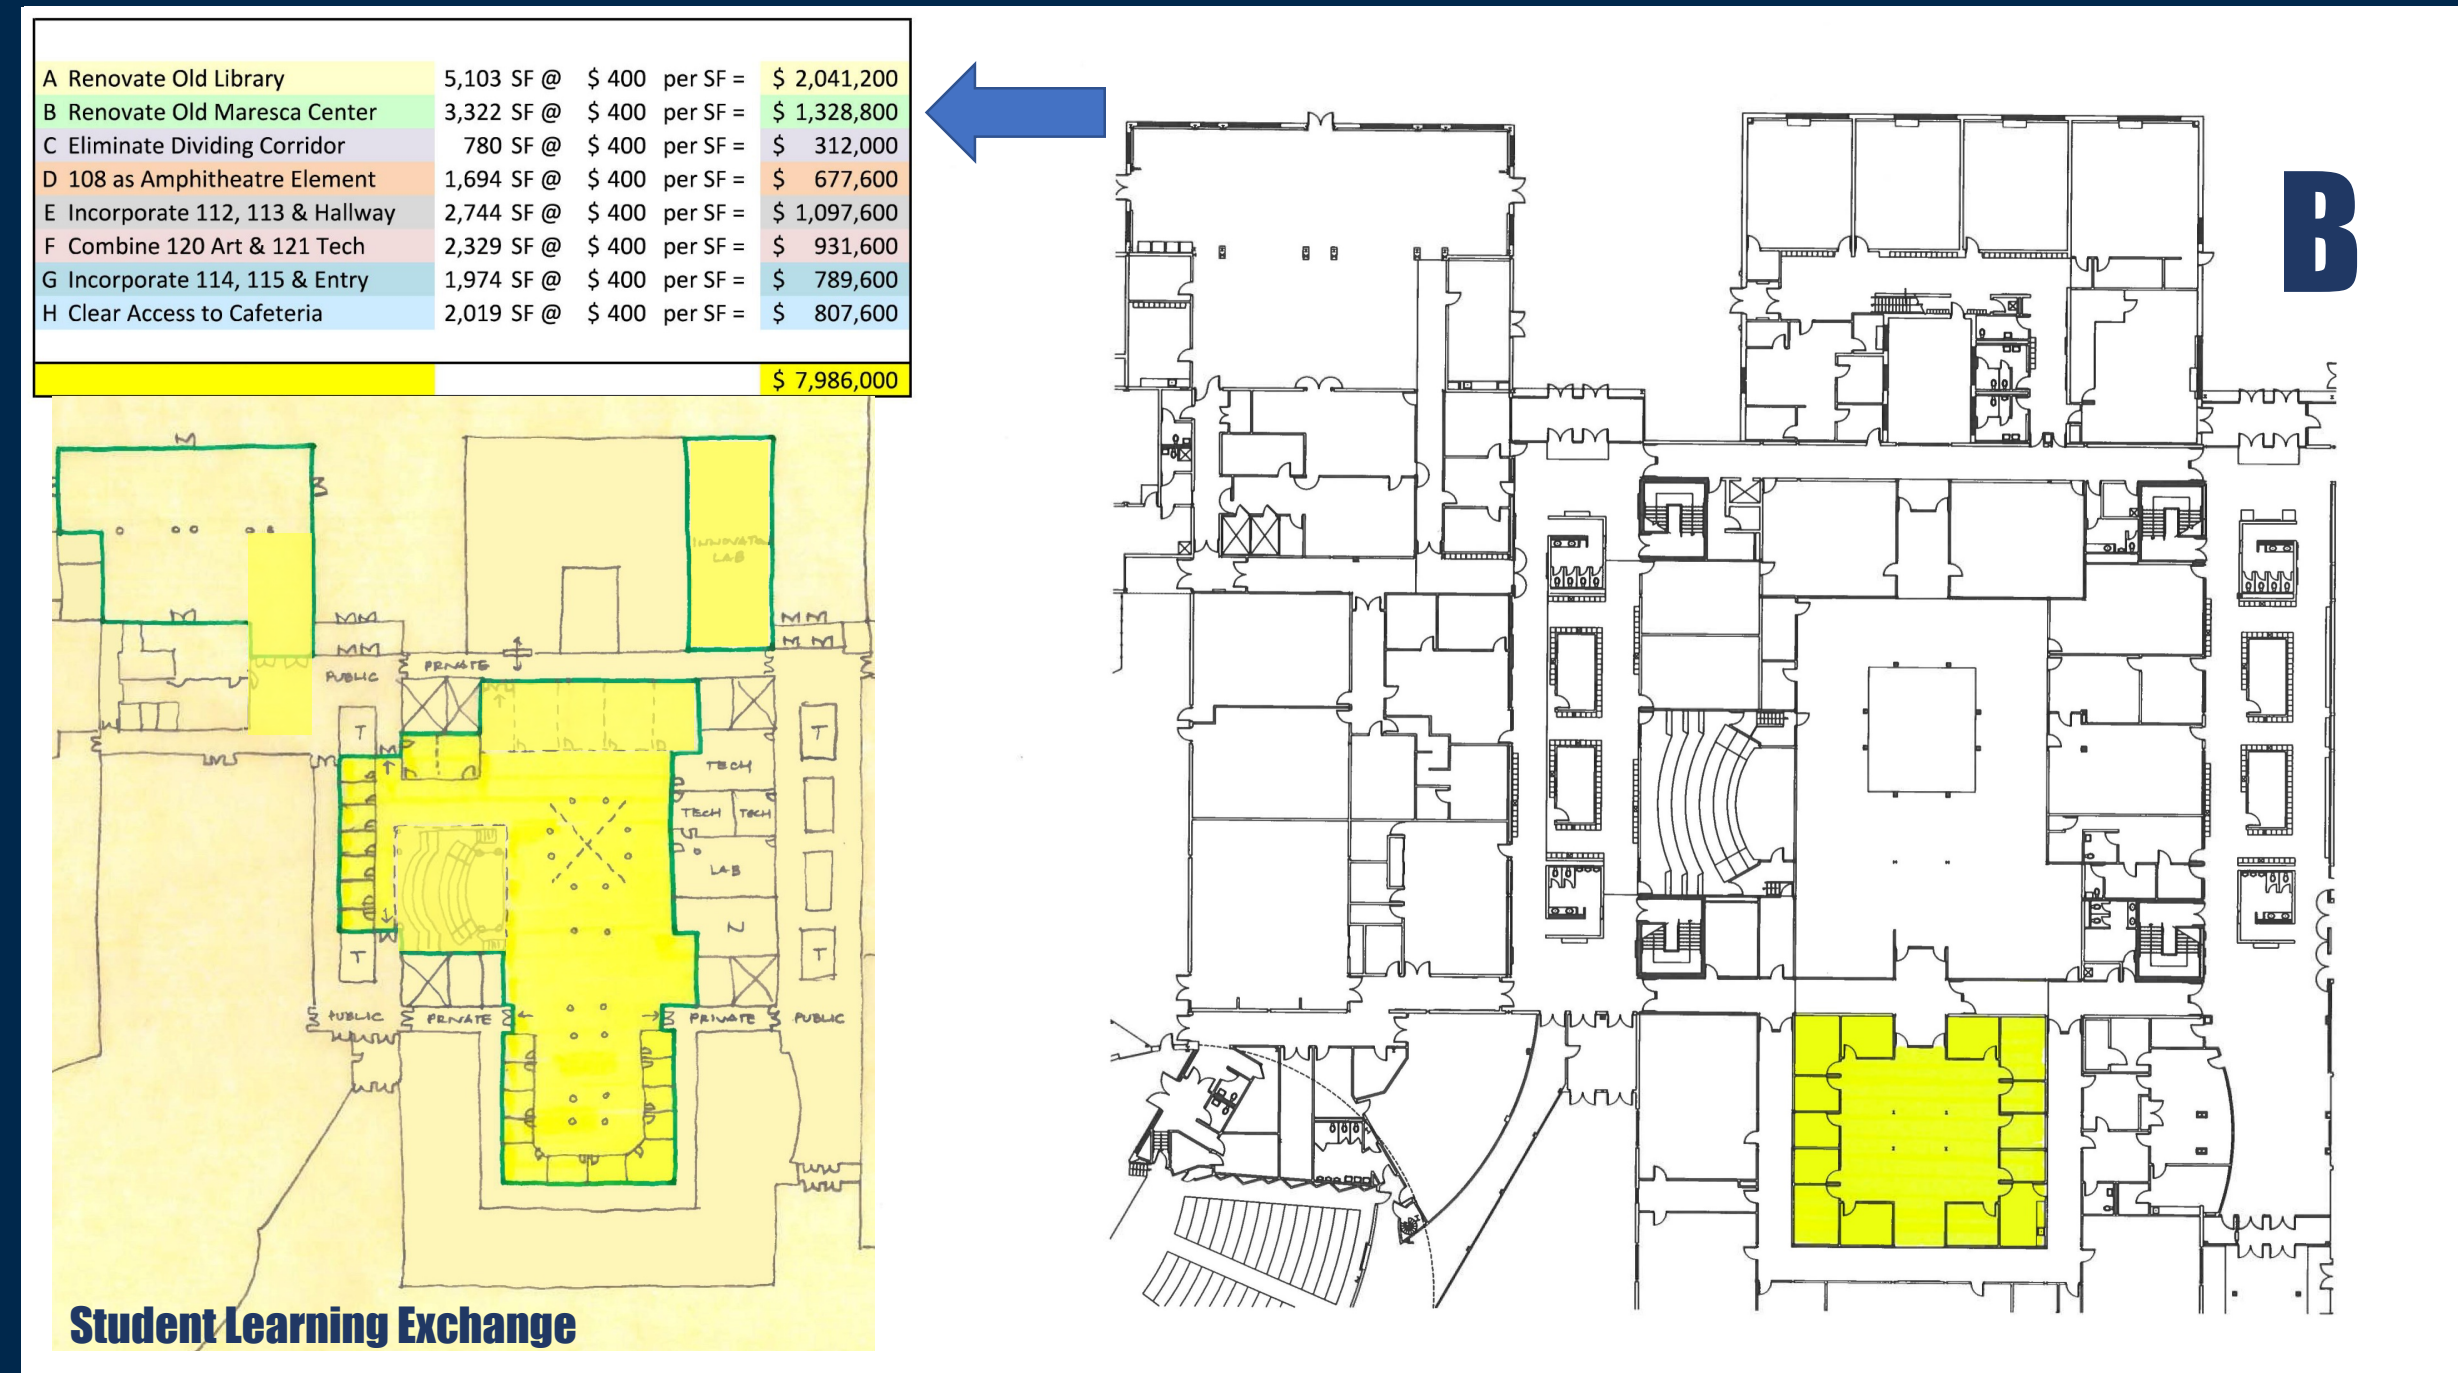 A Renovate Old Library 5,103 SF @ $ 400 per SF = $ 2,041,200
B Renovate Old Maresca Center 3,322 SF @ $ 400 per SF = $ 1,328,800
C Eliminate Dividing Corridor 780 SF @ $ 400 per SF = $ 312,000
D 108 as Amphitheatre Element 1,694 SF @ $ 400 per SF = $ 677,600
E Incorporate 112, 113 & Hallway 2,744 SF @ $ 400 per SF = $ 1,097,600
F Combine 120 Art & 121 Tech 2,329 SF @ $ 400 per SF = $ 931,600
G Incorporate 114, 115 & Entry 1,974 SF @ $ 400 per SF = $ 789,600
H Clear Access to Cafeteria 2,019 SF @ $ 400 per SF = $ 807,600
$ 7,986,000
B
LAB
PRIVATE
PUBLIC
T T
TECH
TECH TECH
LAB
N
T T
PUBLIC PRIVATE PRIVATE PUBLIC
Student Learning Exchange